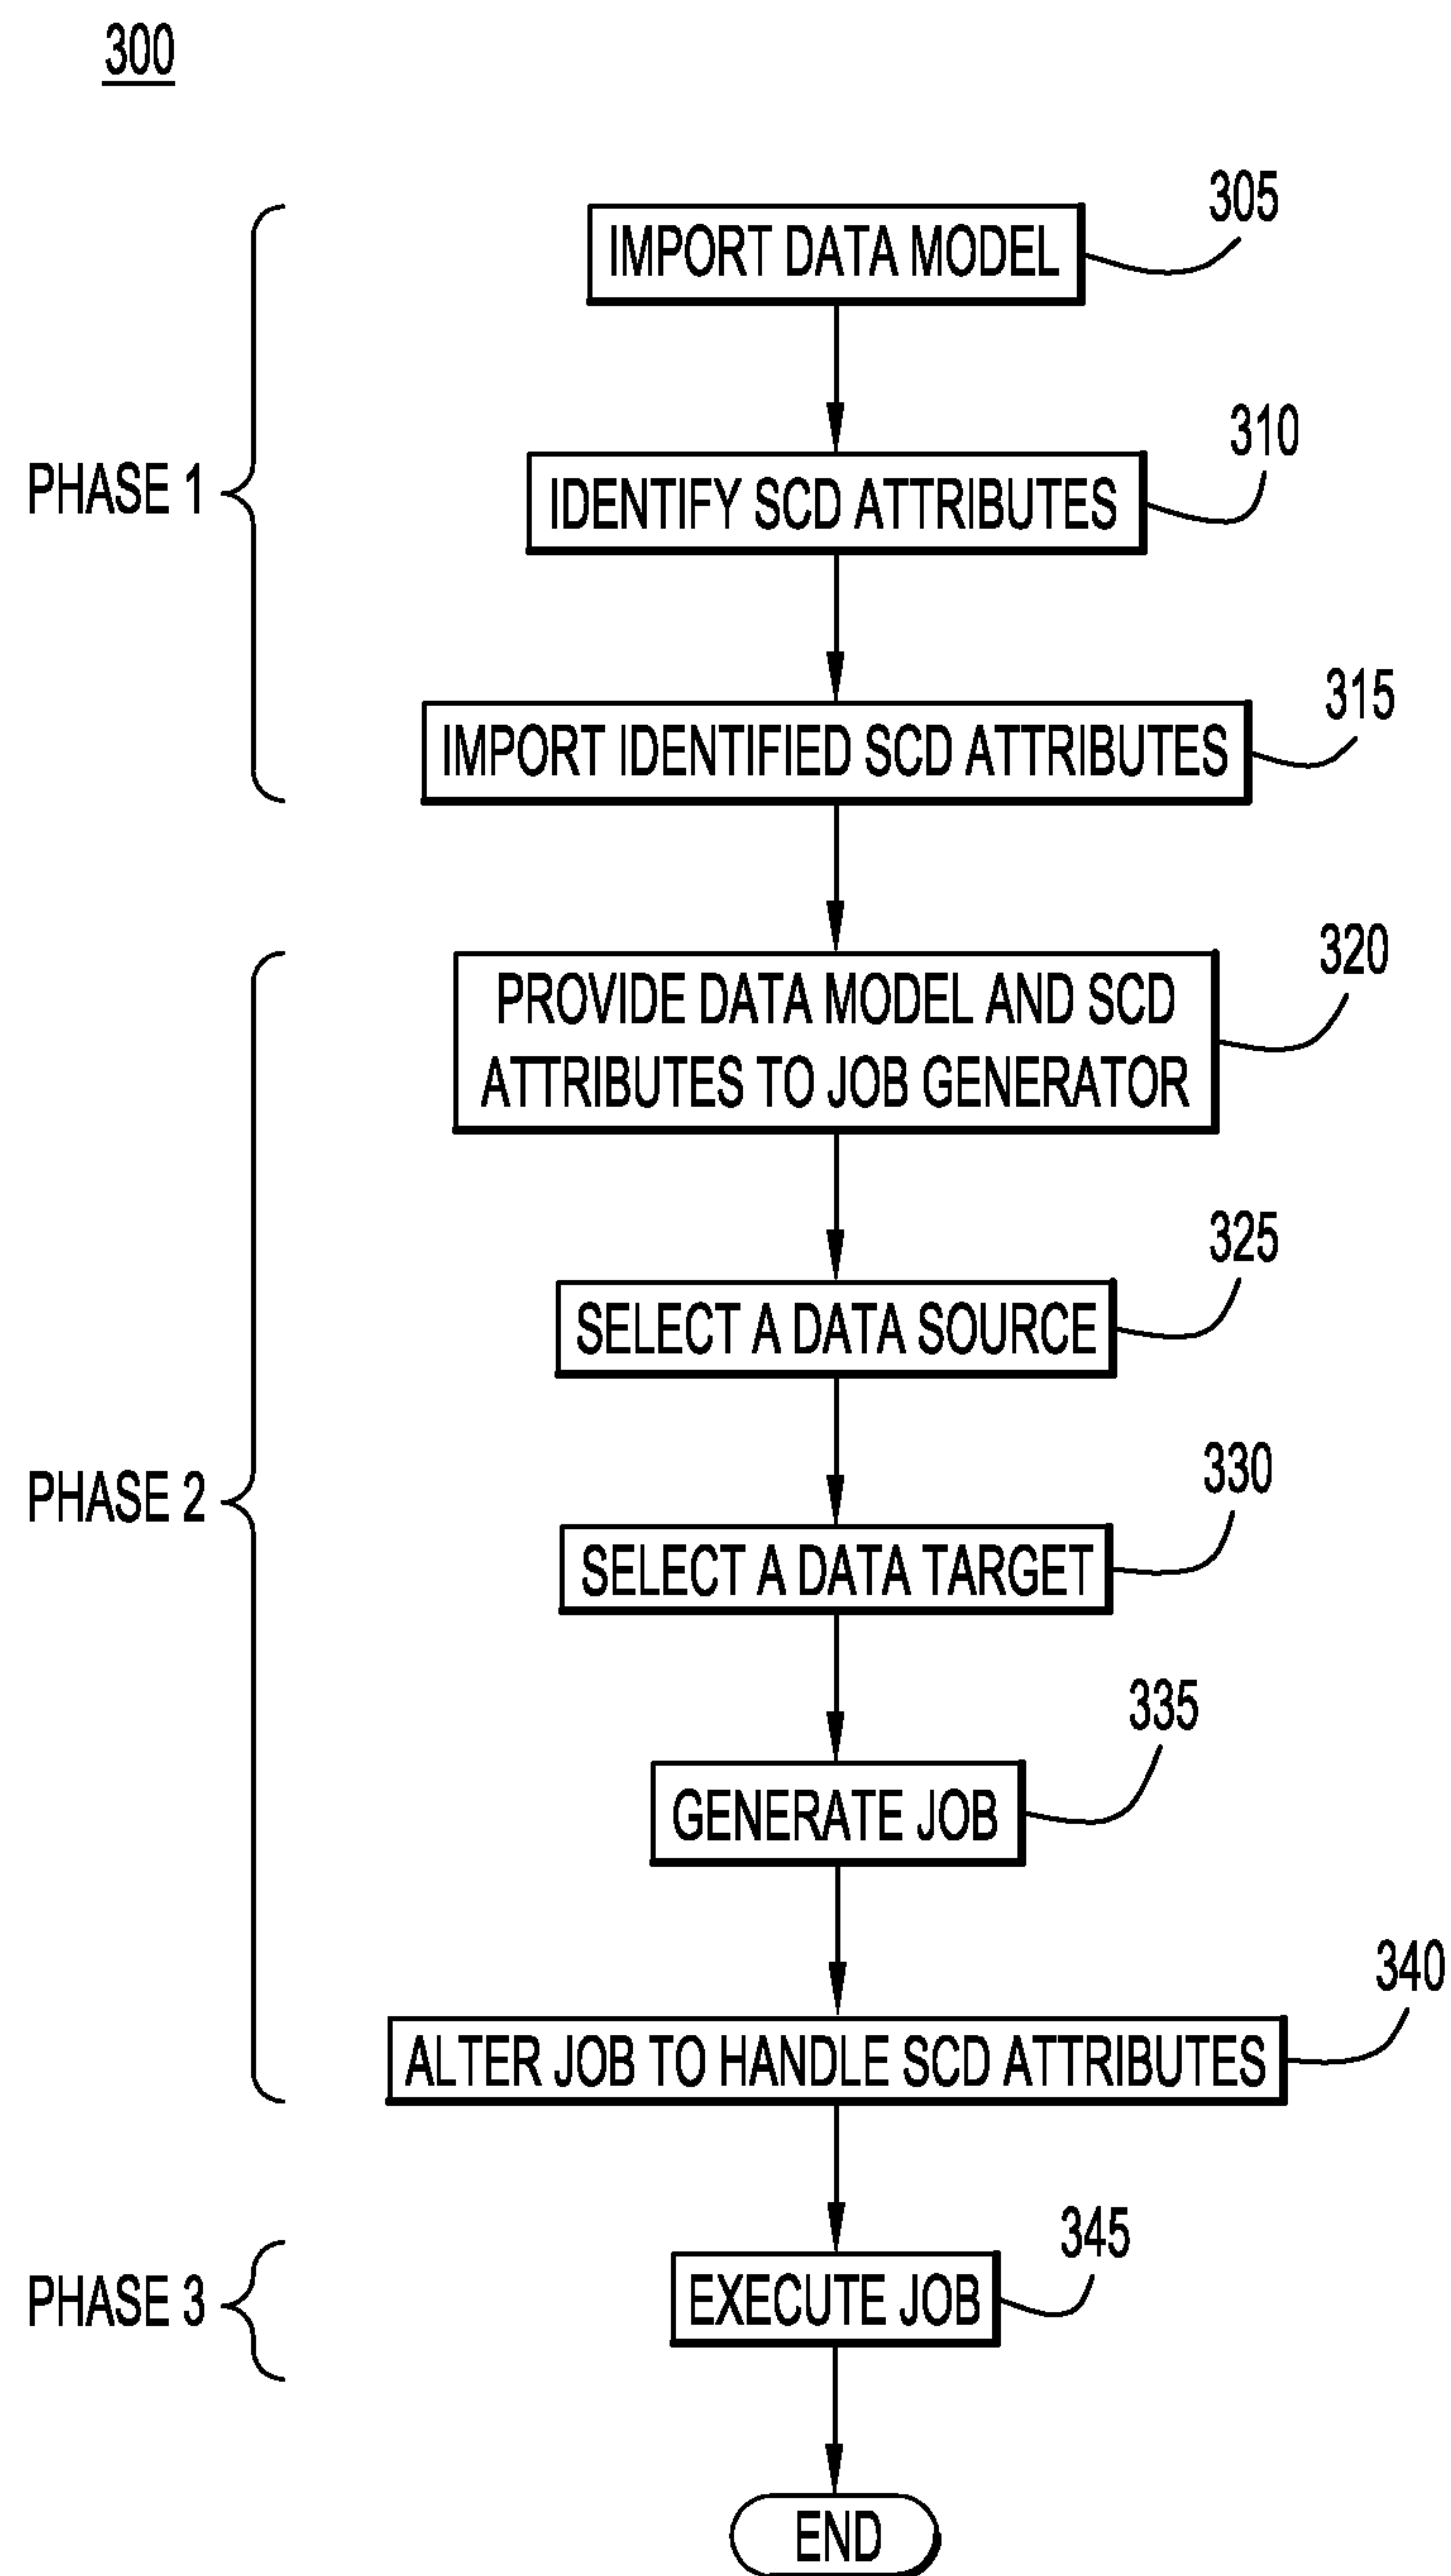 300
305
IMPORT DATA MODEL
310
PHASE 1
IDENTIFY SCD ATTRIBUTES
315
IMPORT IDENTIFIED SCD ATTRIBUTES
320
PROVIDE DATA MODEL AND SCD
ATTRIBUTES TO JOB GENERATOR
325
SELECT A DATA SOURCE
330
PHASE 2
SELECT A DATA TARGET
335
GENERATE JOB
340
ALTER JOB TO HANDLE SCD ATTRIBUTES
345
PHASE 3
EXECUTE JOB
END